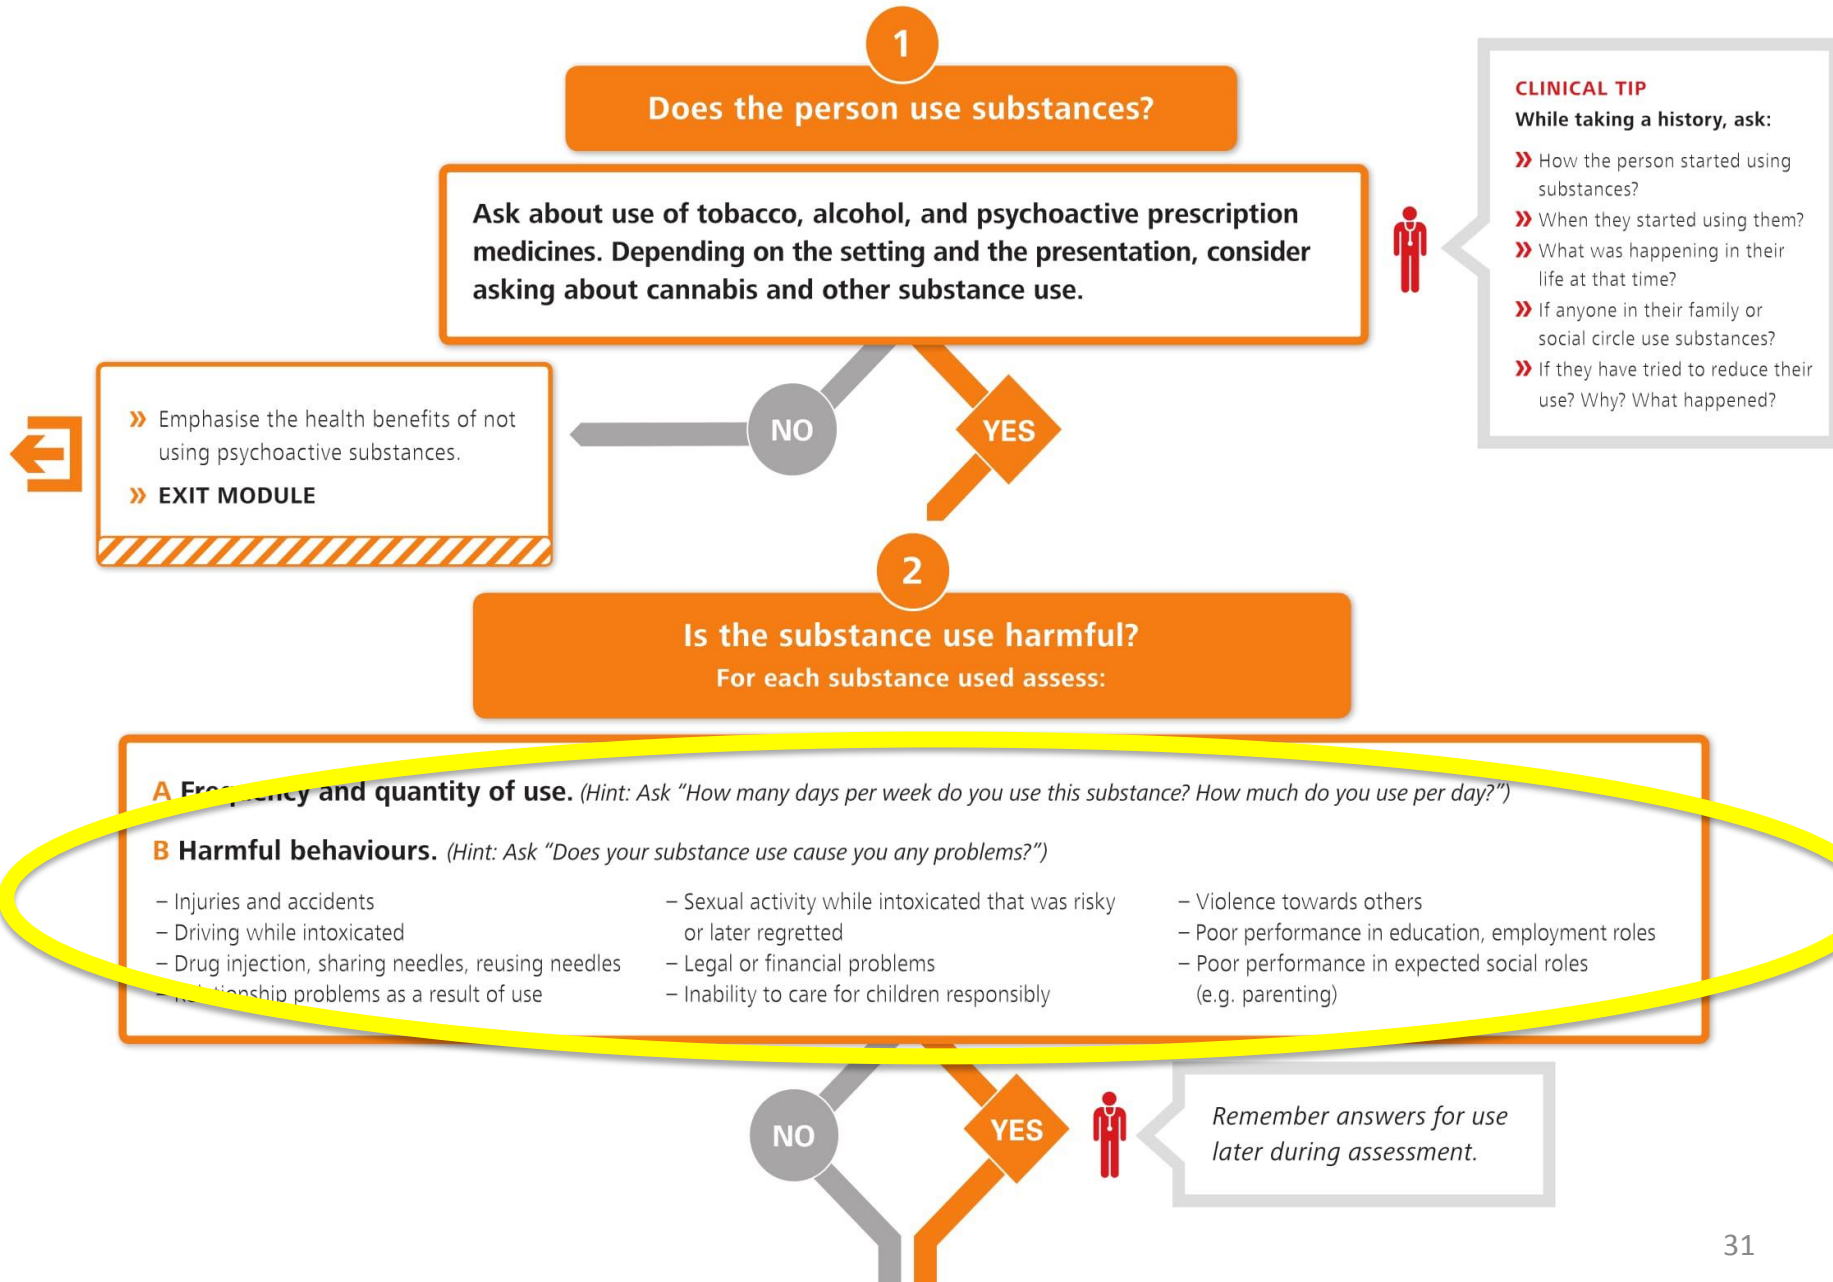 1
Does the person use substances?
Ask about use of tobacco, alcohol, and psychoactive prescription
medicines. Depending on the setting and the presentation, consider
asking about cannabis and other substance use.
CLINICAL TIP
While taking a history, ask:
» How the person started using
substances?
» When they started using them?
» What was happening in their
life at that time?
» If anyone in their family or
social circle use substances?
» If they have tried to reduce their
use? Why? What happened?
NO
YES
» Emphasise the health benefits of not
using psychoactive substances.
» EXIT MODULE
2
Is the substance use harmful?
For each substance used assess:
A Frequency and quantity of use. (Hint: Ask “How many days per week do you use this substance? How much do you use per day?”)
B Harmful behaviours. (Hint: Ask “Does your substance use cause you any problems?”)
– Injuries and accidents
– Driving while intoxicated
– Drug injection, sharing needles, reusing needles
– Relationship problems as a result of use
– Sexual activity while intoxicated that was risky
or later regretted
– Legal or financial problems
– Inability to care for children responsibly
– Violence towards others
– Poor performance in education, employment roles
– Poor performance in expected social roles
(e.g. parenting)
NO
YES
Remember answers for use
later during assessment.
31